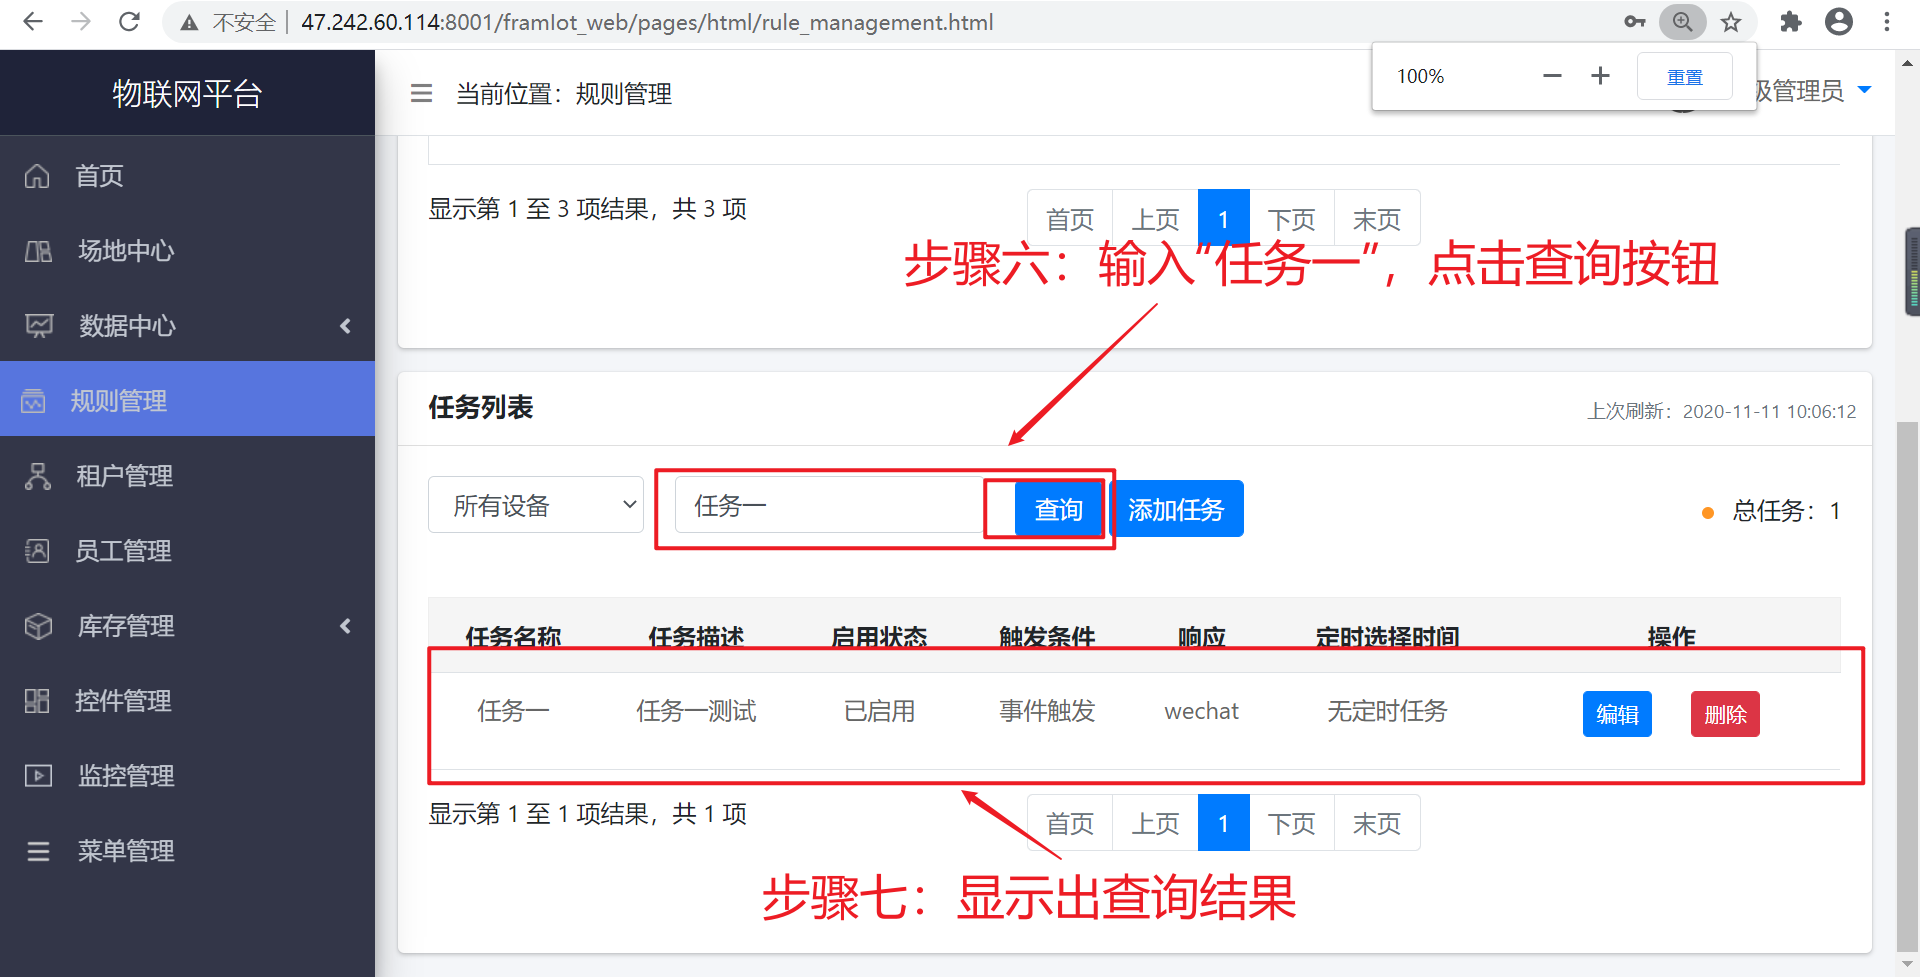 不安全 47.242.60.114:8001/framIot_web/pages/html/rule_management.html
100% 重置
物联网平台
当前位置：规则管理
级管理员
首页
场地中心
数据中心
规则管理
租户管理
员工管理
库存管理
控件管理
监控管理
菜单管理
显示第 1 至 3 项结果，共 3 项
首页 上页 1 下页 末页
步骤六：输入“任务一”，点击查询按钮
任务列表
上次刷新：2020-11-11 10:06:12
所有设备 任务一 查询 添加任务
总任务：1
任务名称 任务描述 启用状态 触发条件 响应 定时选择时间 操作
任务一 任务一测试 已启用 事件触发 wechat 无定时任务 编辑 删除
显示第 1 至 1 项结果，共 1 项
首页 上页 1 下页 末页
步骤七：显示出查询结果